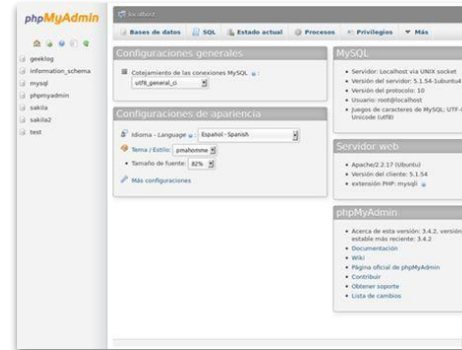 phpMyAdmin
geeklog
information_schema
mysql
phpmyadmin
sakila
sakila2
test
localhost
Bases de datos
SQL
Estado actual
Procesos
Privilegios
Más
Configuraciones generales
Cotejamiento de las conexiones MySQL :
utf8_general_ci
Configuraciones de apariencia
Idioma - Language : Español - Spanish
Tema / Estilo: pmahomme
Tamaño de fuente: 82%
Más configuraciones
MySQL
Servidor: Localhost via UNIX socket
Versión del servidor: 5.1.54-1ubuntu4
Versión del protocolo: 10
Usuario: root@localhost
Juegos de caracteres de MySQL: UTF-8
Unicode (utf8)
Servidor web
Apache/2.2.17 (Ubuntu)
Versión del cliente: 5.1.54
extensión PHP: mysqli
phpMyAdmin
Acerca de esta versión: 3.4.2, versión
estable más reciente: 3.4.2
Documentación
Wiki
Página oficial de phpMyAdmin
Contribuir
Obtener soporte
Lista de cambios